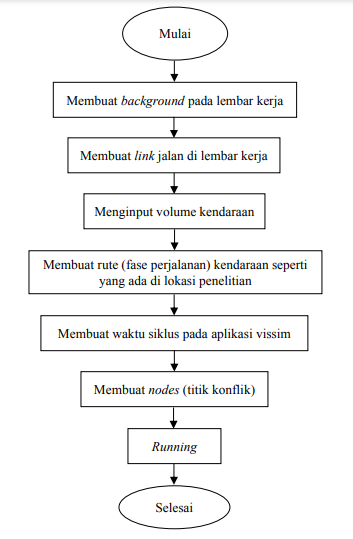 Mulai
Membuat background pada lembar kerja
Membuat link jalan di lembar kerja
Menginput volume kendaraan
Membuat rute (fase perjalanan) kendaraan seperti
yang ada di lokasi penelitian
Membuat waktu siklus pada aplikasi vissim
Membuat nodes (titik konflik)
Running
Selesai